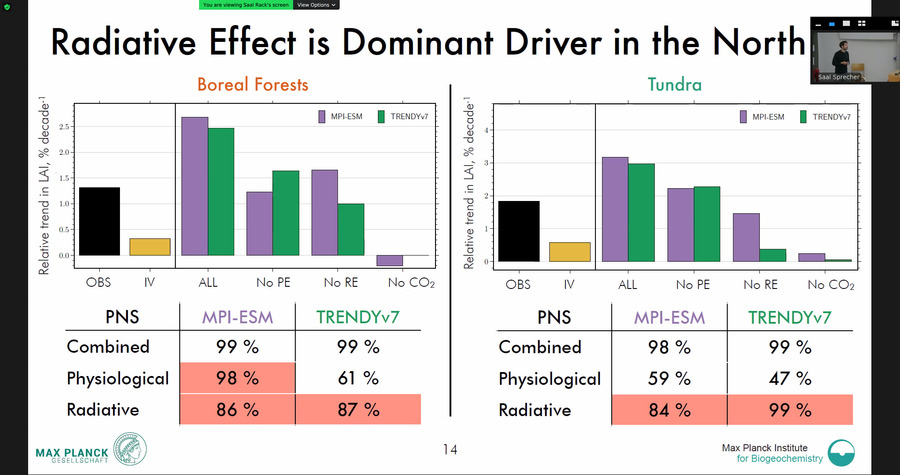 You are viewing Saal Rack's screen
View Options
Radiative Effect is Dominant Driver in the North
Saal Sprecher
Boreal Forests
Relative trend in LAI, % decade-1
2.5
2.0
1.5
1.0
0.5
0.0
MPI-ESM
TRENDYv7
OBS
IV
ALL
No PE
No RE
No CO₂
PNS MPI-ESM TRENDYv7
Combined 99 % 99 %
Physiological 98 % 61 %
Radiative 86 % 87 %
Tundra
Relative trend in LAI, % decade-1
4
3
2
1
0
MPI-ESM
TRENDYv7
OBS
IV
ALL
No PE
No RE
No CO₂
PNS MPI-ESM TRENDYv7
Combined 98 % 99 %
Physiological 59 % 47 %
Radiative 84 % 99 %
MAX PLANCK
GESELLSCHAFT
14
Max Planck Institute
for Biogeochemistry